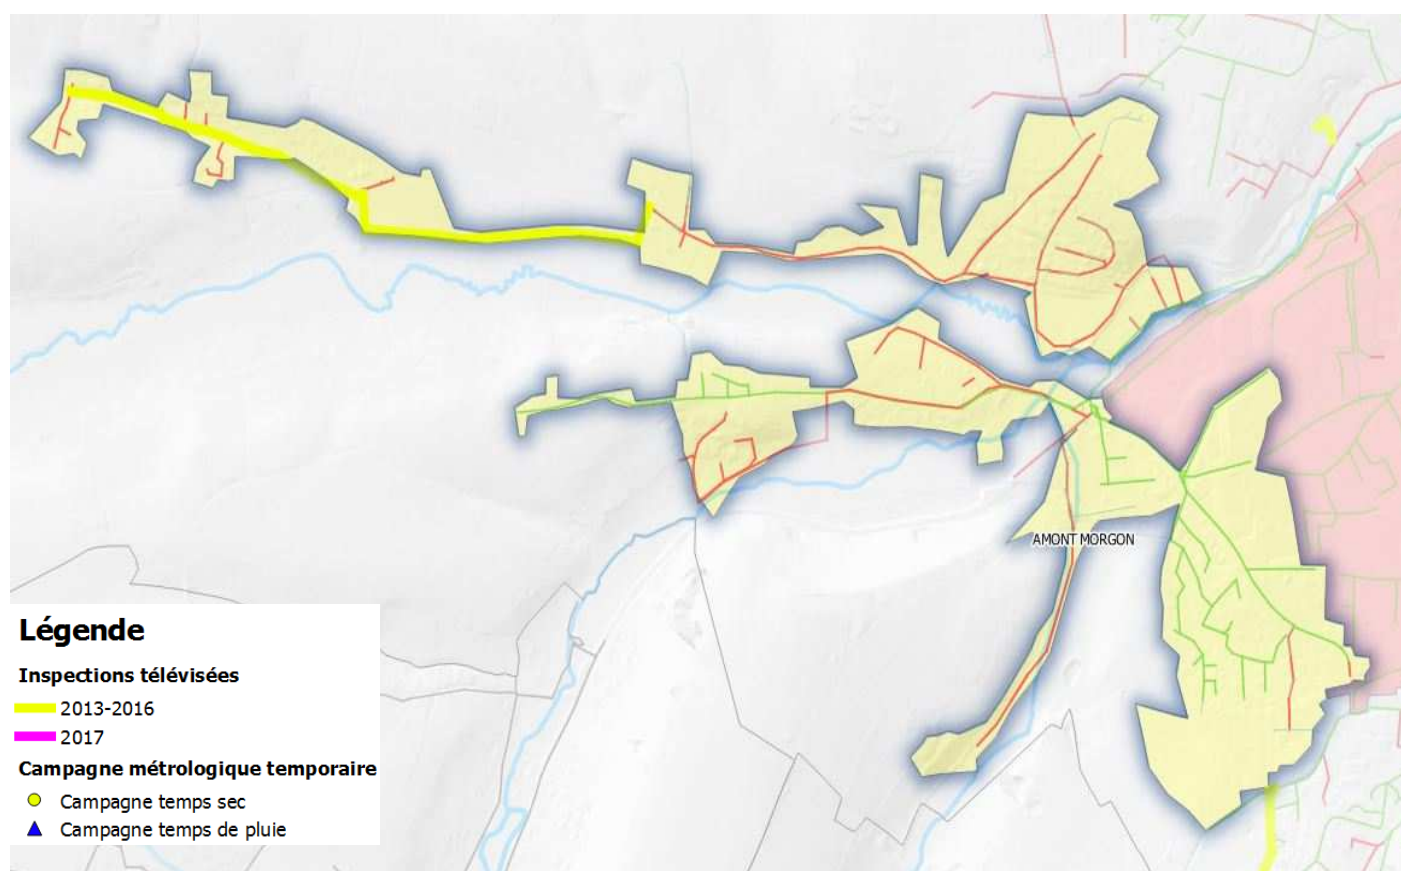 AMONT MORGON
Légende
Inspections télévisées
2013-2016
2017
Campagne métrologique temporaire
Campagne temps sec
Campagne temps de pluie